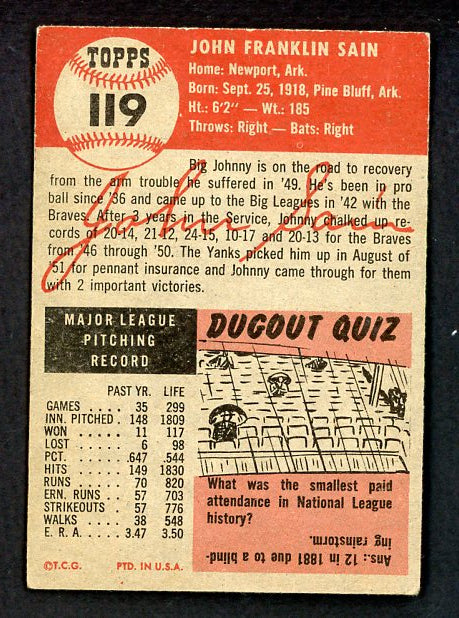 TOPPS
119
JOHN FRANKLIN SAIN
Home: Newport, Ark.
Born: Sept. 25, 1918, Pine Bluff, Ark.
Ht.: 6'2" — Wt.: 185
Throws: Right — Bats: Right
Big Johnny is on the road to recovery
from the arm trouble he suffered in '49. He's been in pro
ball since '36 and came up to the Big Leagues in '42 with the
Braves. After 3 years in the Service, Johnny chalked up rec-
ords of 20-14, 21-12, 24-15, 10-17 and 20-13 for the Braves
from '46 through '50. The Yanks picked him up in August of
'51 for pennant insurance and Johnny came through for them
with 2 important victories.
John Sain
MAJOR LEAGUE
PITCHING
RECORD
PAST YR. LIFE
GAMES . . . . . 35 299
INN. PITCHED . 148 1809
WON . . . . . 11 117
LOST . . . . . 6 98
PCT. . . . . . .647 .544
HITS . . . . . 149 1830
RUNS . . . . . 70 820
ERN. RUNS . . 57 703
STRIKEOUTS . . 57 776
WALKS . . . . 38 548
E. R. A. . . . . 3.47 3.50
©T.C.G. PTD. IN U.S.A.
DUGOUT QUIZ
What was the smallest paid
attendance in National League
history?
Ans.: 12 in 1881 due to a blind-
ing rainstorm.